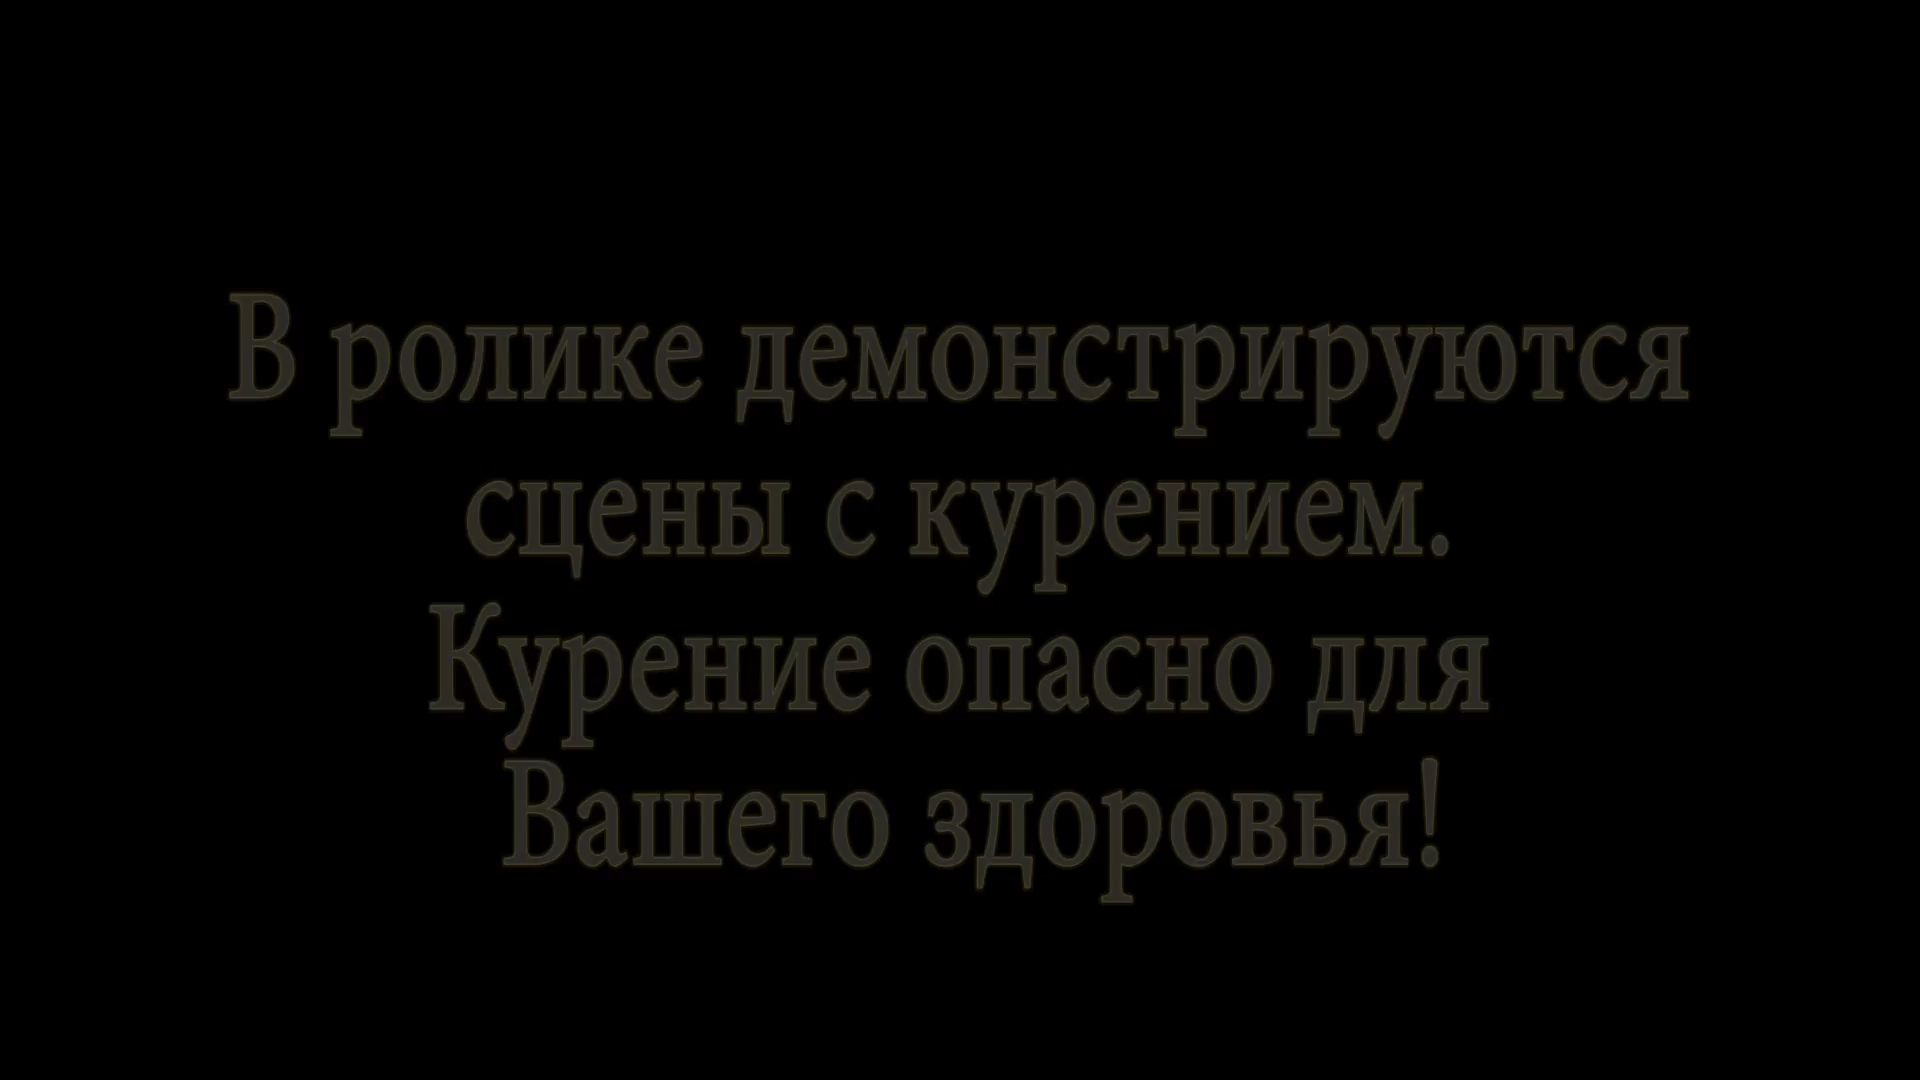 В ролике демонстрируются
сцены с курением.
Курение опасно для
Вашего здоровья!